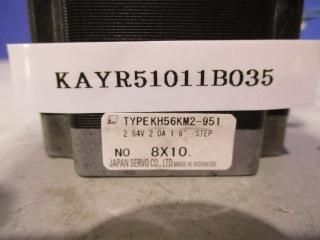 KAYR51011B035
TYPE KH56KM2-951
2.64V 2.0A 1.8° STEP
NO 8X10.
JAPAN SERVO CO., LTD. MADE IN INDONESIA